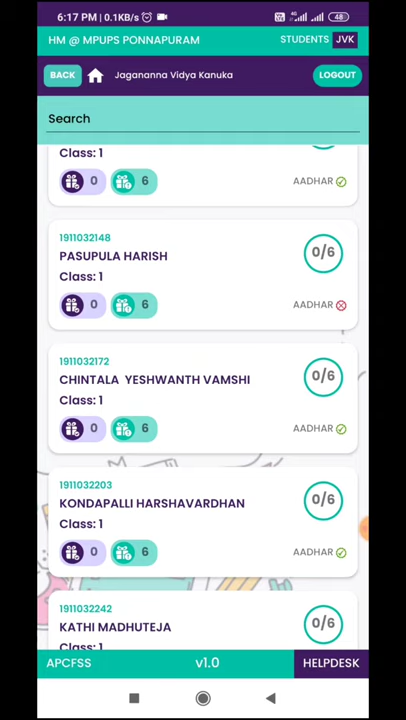 6:17 PM | 0.1KB/s
48
HM @ MPUPS PONNAPURAM
STUDENTS JVK
BACK Jagananna Vidya Kanuka LOGOUT
Search
Class: 1
0 6 AADHAR
1911032148
PASUPULA HARISH
0/6
Class: 1
0 6 AADHAR
1911032172
CHINTALA YESHWANTH VAMSHI
0/6
Class: 1
0 6 AADHAR
1911032203
KONDAPALLI HARSHAVARDHAN
0/6
Class: 1
0 6 AADHAR
1911032242
KATHI MADHUTEJA
0/6
Class: 1
APCFSS v1.0 HELPDESK